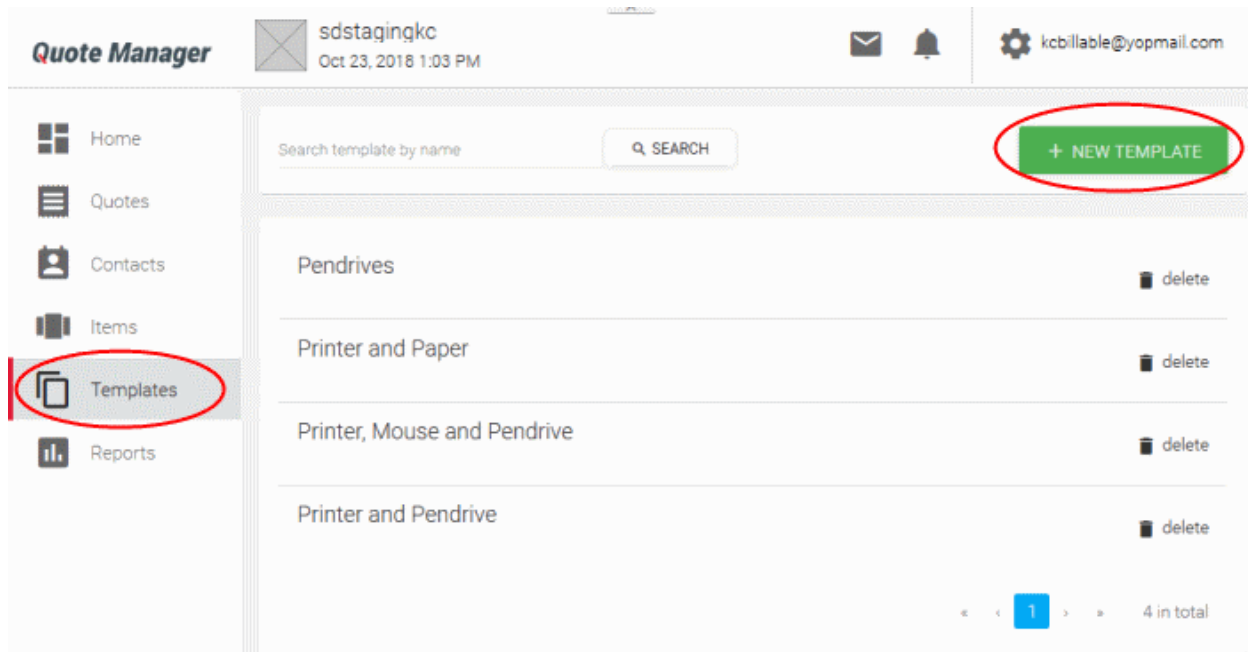 Quote Manager
sdstagingkc
Oct 23, 2018 1:03 PM
kcbillable@yopmail.com
Home
Quotes
Contacts
Items
Templates
Reports
Search template by name
SEARCH
+ NEW TEMPLATE
Pendrives
delete
Printer and Paper
delete
Printer, Mouse and Pendrive
delete
Printer and Pendrive
delete
« ‹ 1 › »
4 in total